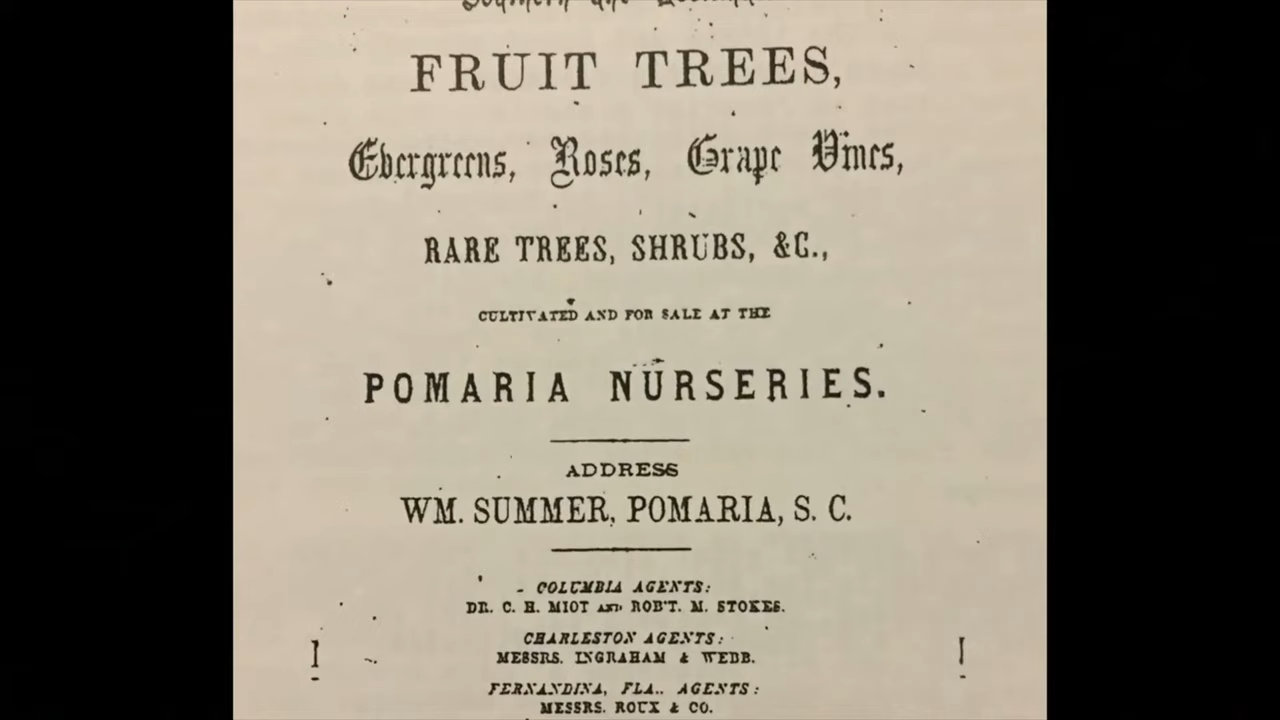 FRUIT TREES,
Evergreens, Roses, Grape Vines,
RARE TREES, SHRUBS, &C.,
CULTIVATED AND FOR SALE AT THE
POMARIA NURSERIES.
ADDRESS
WM. SUMMER, POMARIA, S. C.
COLUMBIA AGENTS:
DR. C. H. MIOT AND ROB'T. M. STOKES.
CHARLESTON AGENTS:
MESSRS. INGRAHAM & WEBB.
FERNANDINA, FLA.. AGENTS:
MESSRS. ROUX & CO.